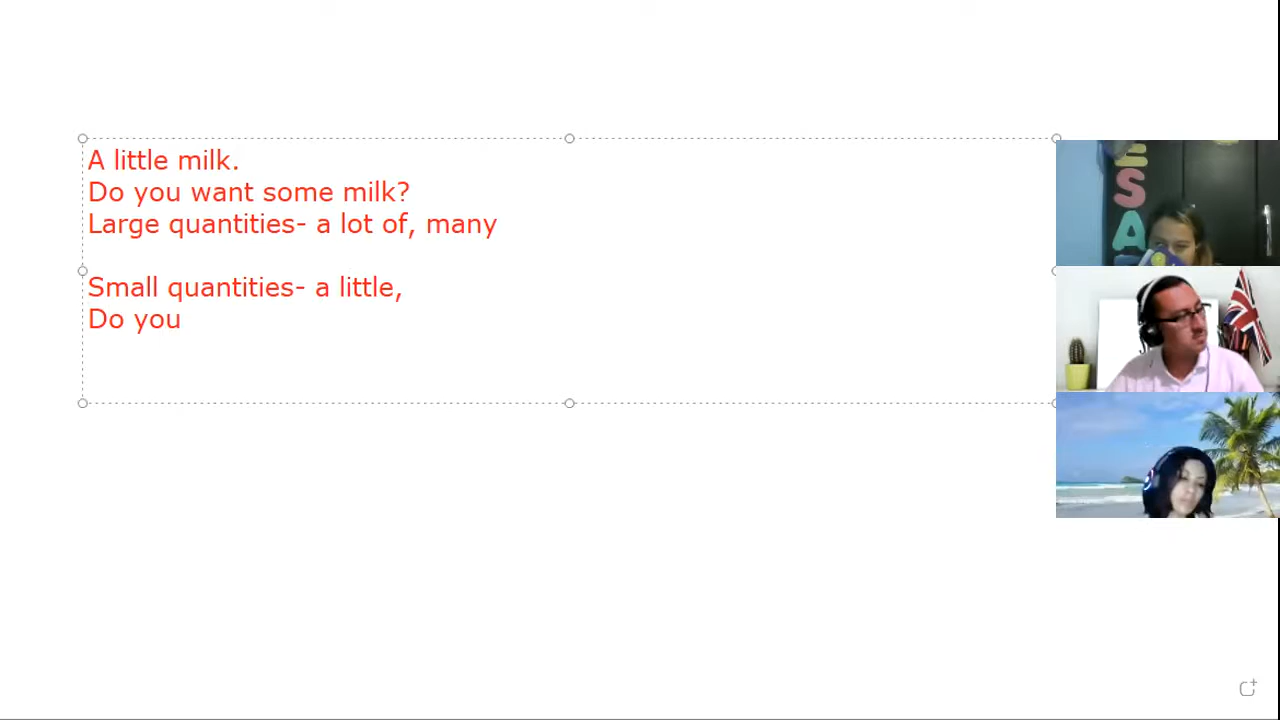 A little milk.
Do you want some milk?
Large quantities- a lot of, many
Small quantities- a little,
Do you
E
S
A